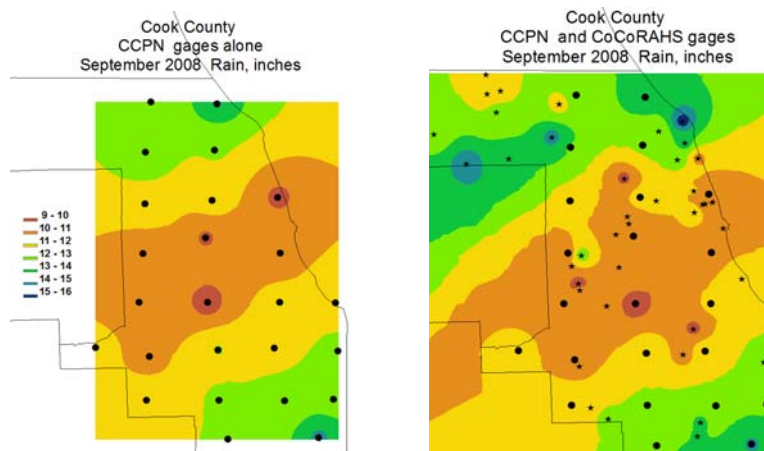 Cook County
CCPN gages alone
September 2008 Rain, inches
9 - 10
10 - 11
11 - 12
12 - 13
13 - 14
14 - 15
15 - 16
Cook County
CCPN and CoCoRAHS gages
September 2008 Rain, inches